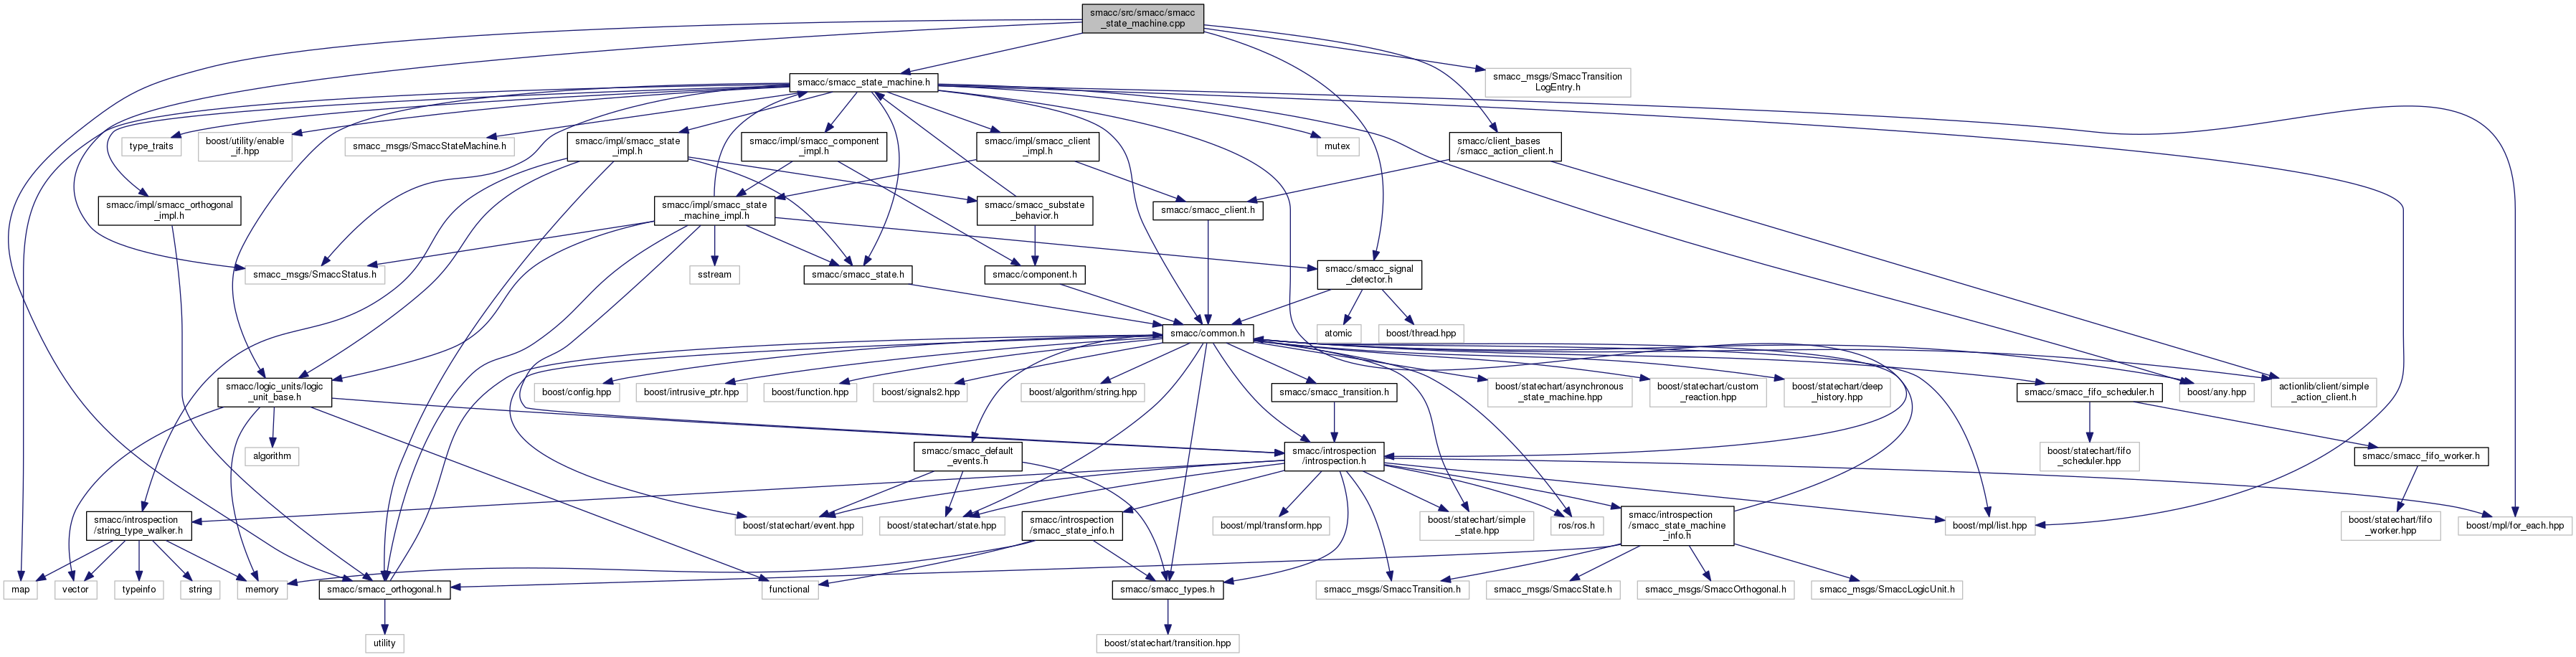 smacc/src/smacc/smacc
_state_machine.cpp
smacc/smacc_state_machine.h
smacc_msgs/SmaccTransition
LogEntry.h
type_traits
boost/utility/enable
_if.hpp
smacc_msgs/SmaccStateMachine.h
smacc/impl/smacc_state
_impl.h
smacc/impl/smacc_component
_impl.h
smacc/impl/smacc_client
_impl.h
mutex
smacc/client_bases
/smacc_action_client.h
smacc/impl/smacc_orthogonal
_impl.h
smacc/impl/smacc_state
_machine_impl.h
smacc/smacc_substate
_behavior.h
smacc/smacc_client.h
smacc_msgs/SmaccStatus.h
sstream
smacc/smacc_state.h
smacc/component.h
smacc/smacc_signal
_detector.h
smacc/common.h
atomic
boost/thread.hpp
smacc/logic_units/logic
_unit_base.h
boost/config.hpp
boost/intrusive_ptr.hpp
boost/function.hpp
boost/signals2.hpp
boost/algorithm/string.hpp
smacc/smacc_transition.h
boost/statechart/asynchronous
_state_machine.hpp
boost/statechart/custom
_reaction.hpp
boost/statechart/deep
_history.hpp
smacc/smacc_fifo_scheduler.h
boost/any.hpp
actionlib/client/simple
_action_client.h
algorithm
smacc/smacc_default
_events.h
smacc/introspection
/introspection.h
boost/statechart/fifo
_scheduler.hpp
smacc/smacc_fifo_worker.h
smacc/introspection
/string_type_walker.h
boost/statechart/event.hpp
boost/statechart/state.hpp
smacc/introspection
/smacc_state_info.h
boost/mpl/transform.hpp
boost/statechart/simple
_state.hpp
ros/ros.h
smacc/introspection
/smacc_state_machine
_info.h
boost/mpl/list.hpp
boost/statechart/fifo
_worker.hpp
boost/mpl/for_each.hpp
map
vector
typeinfo
string
memory
smacc/smacc_orthogonal.h
functional
smacc/smacc_types.h
smacc_msgs/SmaccTransition.h
smacc_msgs/SmaccState.h
smacc_msgs/SmaccOrthogonal.h
smacc_msgs/SmaccLogicUnit.h
utility
boost/statechart/transition.hpp